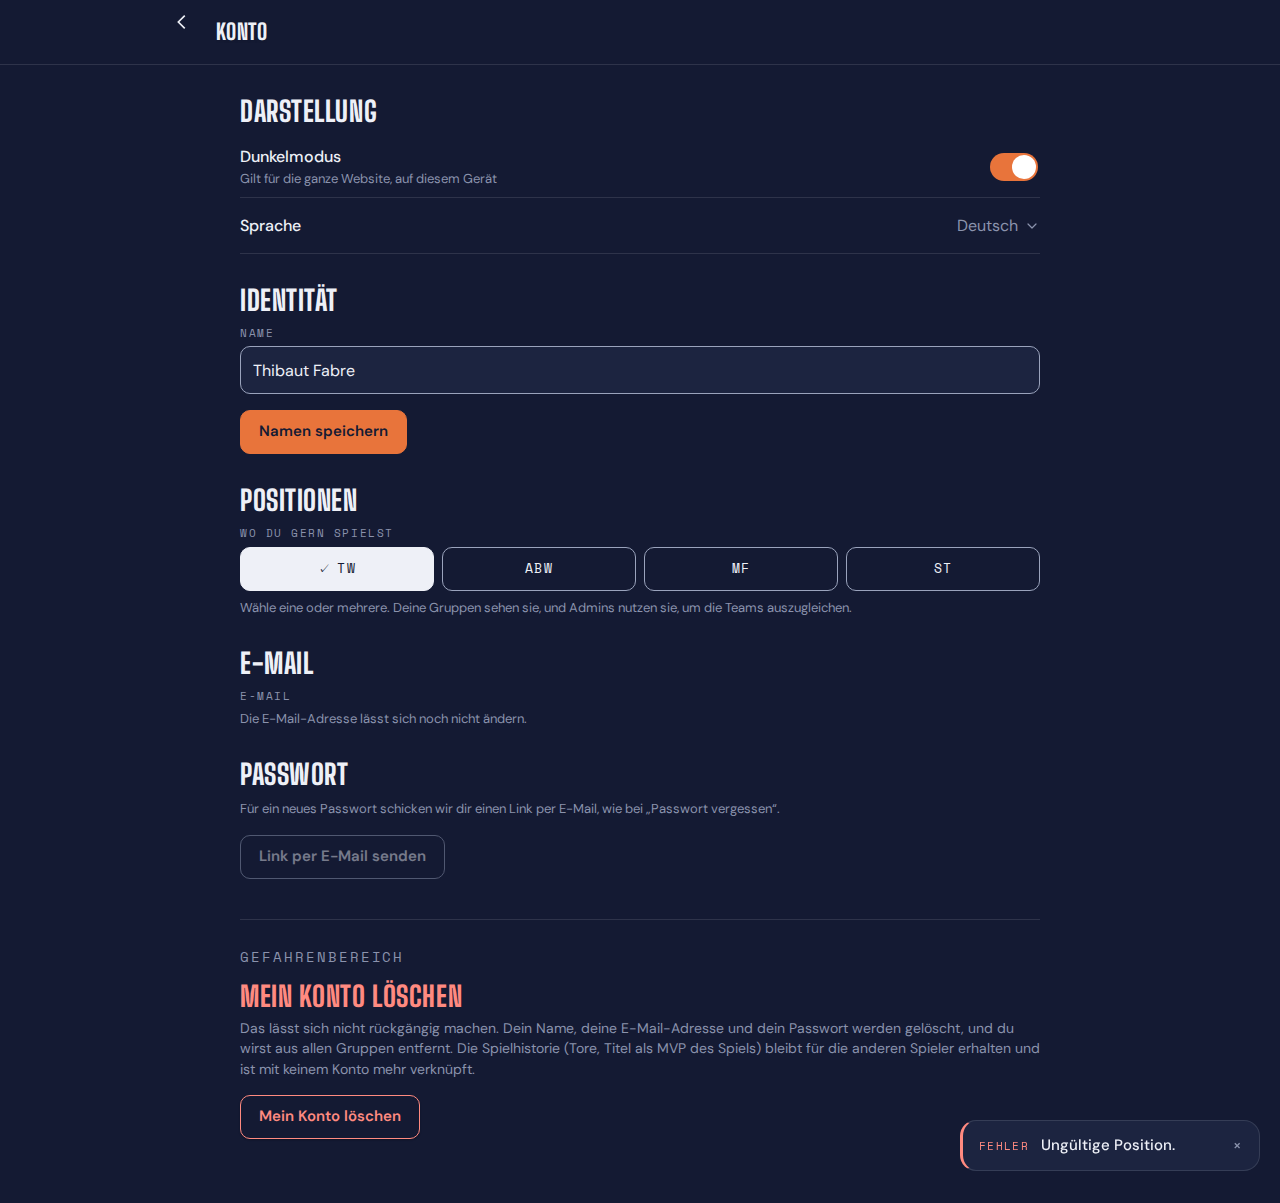 KONTO
DARSTELLUNG
Dunkelmodus
Gilt für die ganze Website, auf diesem Gerät
Sprache
Deutsch
IDENTITÄT
NAME
Thibaut Fabre
Namen speichern
POSITIONEN
WO DU GERN SPIELST
✓ TW
ABW
MF
ST
Wähle eine oder mehrere. Deine Gruppen sehen sie, und Admins nutzen sie, um die Teams auszugleichen.
E-MAIL
E-MAIL
Die E-Mail-Adresse lässt sich noch nicht ändern.
PASSWORT
Für ein neues Passwort schicken wir dir einen Link per E-Mail, wie bei „Passwort vergessen“.
Link per E-Mail senden
GEFAHRENBEREICH
MEIN KONTO LÖSCHEN
Das lässt sich nicht rückgängig machen. Dein Name, deine E-Mail-Adresse und dein Passwort werden gelöscht, und du
wirst aus allen Gruppen entfernt. Die Spielhistorie (Tore, Titel als MVP des Spiels) bleibt für die anderen Spieler erhalten und
ist mit keinem Konto mehr verknüpft.
Mein Konto löschen
FEHLER Ungültige Position. ×